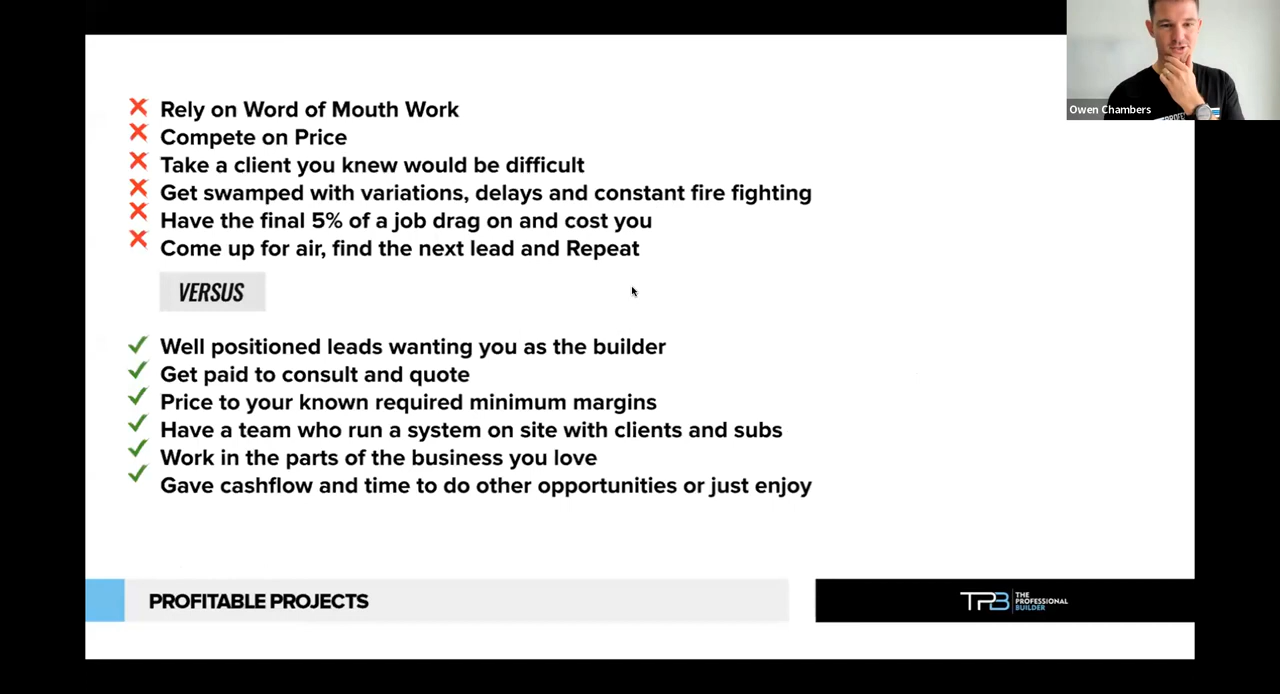 Rely on Word of Mouth Work
Compete on Price
Take a client you knew would be difficult
Get swamped with variations, delays and constant fire fighting
Have the final 5% of a job drag on and cost you
Come up for air, find the next lead and Repeat
VERSUS
Well positioned leads wanting you as the builder
Get paid to consult and quote
Price to your known required minimum margins
Have a team who run a system on site with clients and subs
Work in the parts of the business you love
Gave cashflow and time to do other opportunities or just enjoy
PROFITABLE PROJECTS
TPB
THE
PROFESSIONAL
BUILDER
Owen Chambers